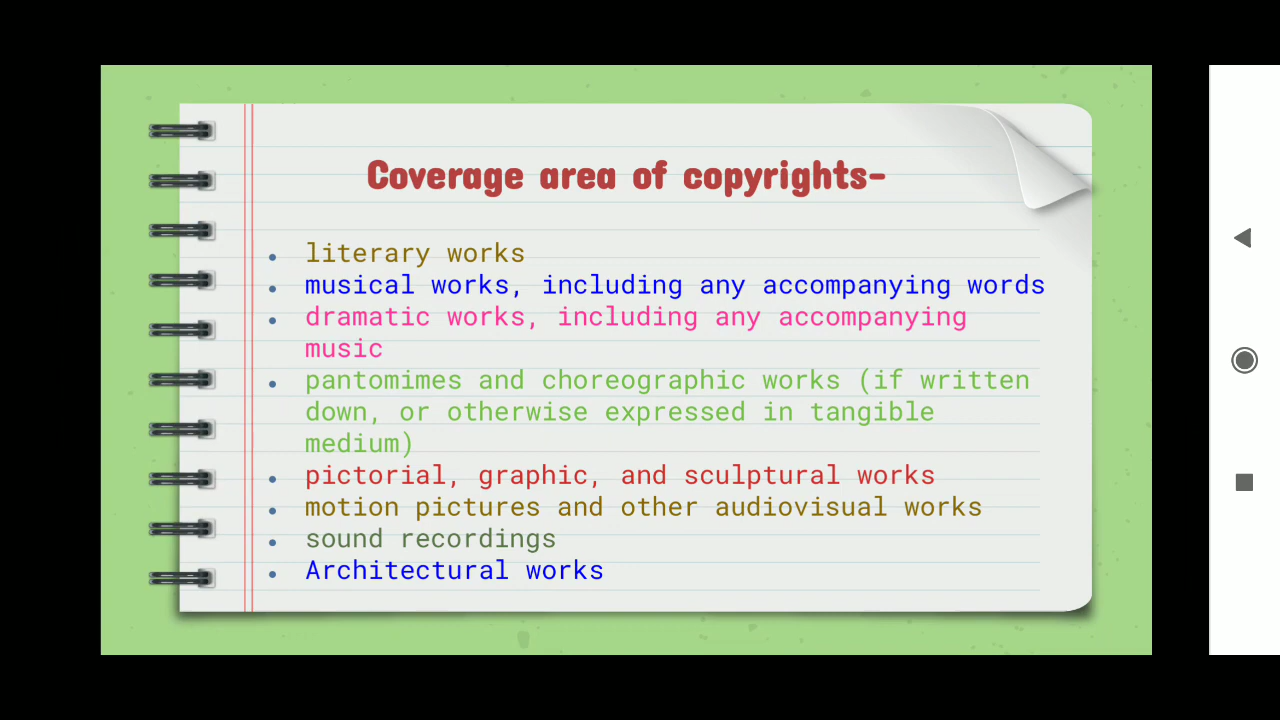 Coverage area of copyrights-
• literary works
• musical works, including any accompanying words
• dramatic works, including any accompanying
music
• pantomimes and choreographic works (if written
down, or otherwise expressed in tangible
medium)
• pictorial, graphic, and sculptural works
• motion pictures and other audiovisual works
• sound recordings
• Architectural works